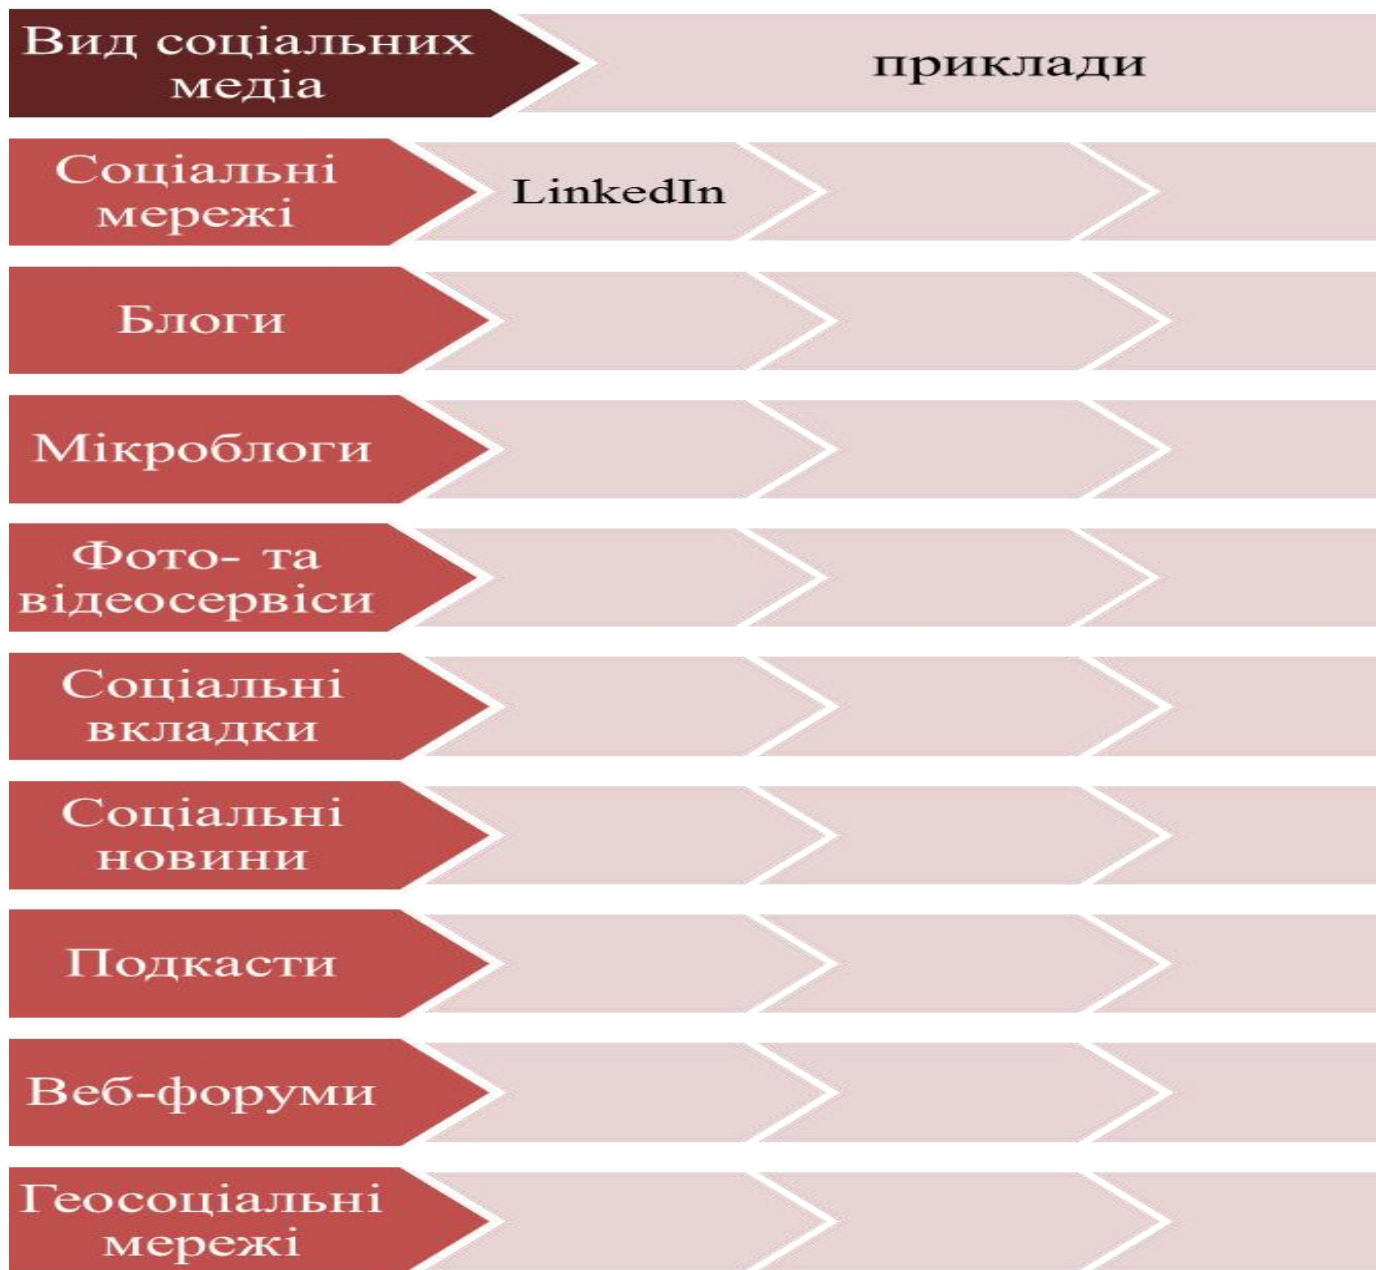 Вид соціальних
медіа
приклади
Соціальні
мережі
LinkedIn
Блоги
Мікроблоги
Фото- та
відеосервіси
Соціальні
вкладки
Соціальні
новини
Подкасти
Веб-форуми
Геосоціальні
мережі